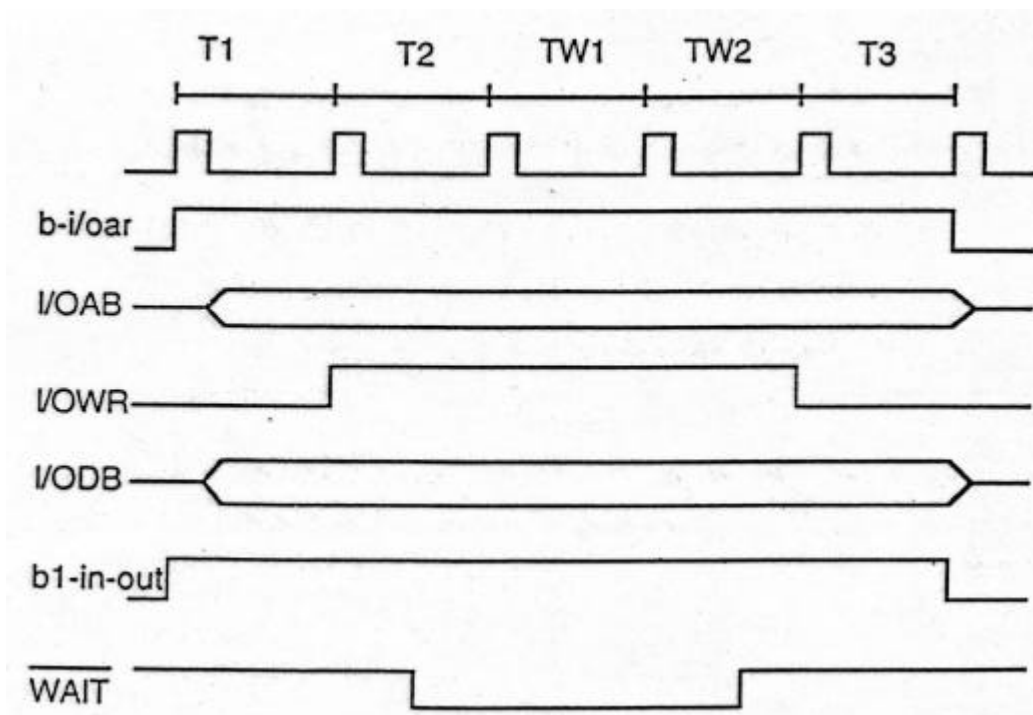 T1 T2 TW1 TW2 T3
b-i/oar
I/OAB
I/OWR
I/ODB
b1-in-out
WAIT